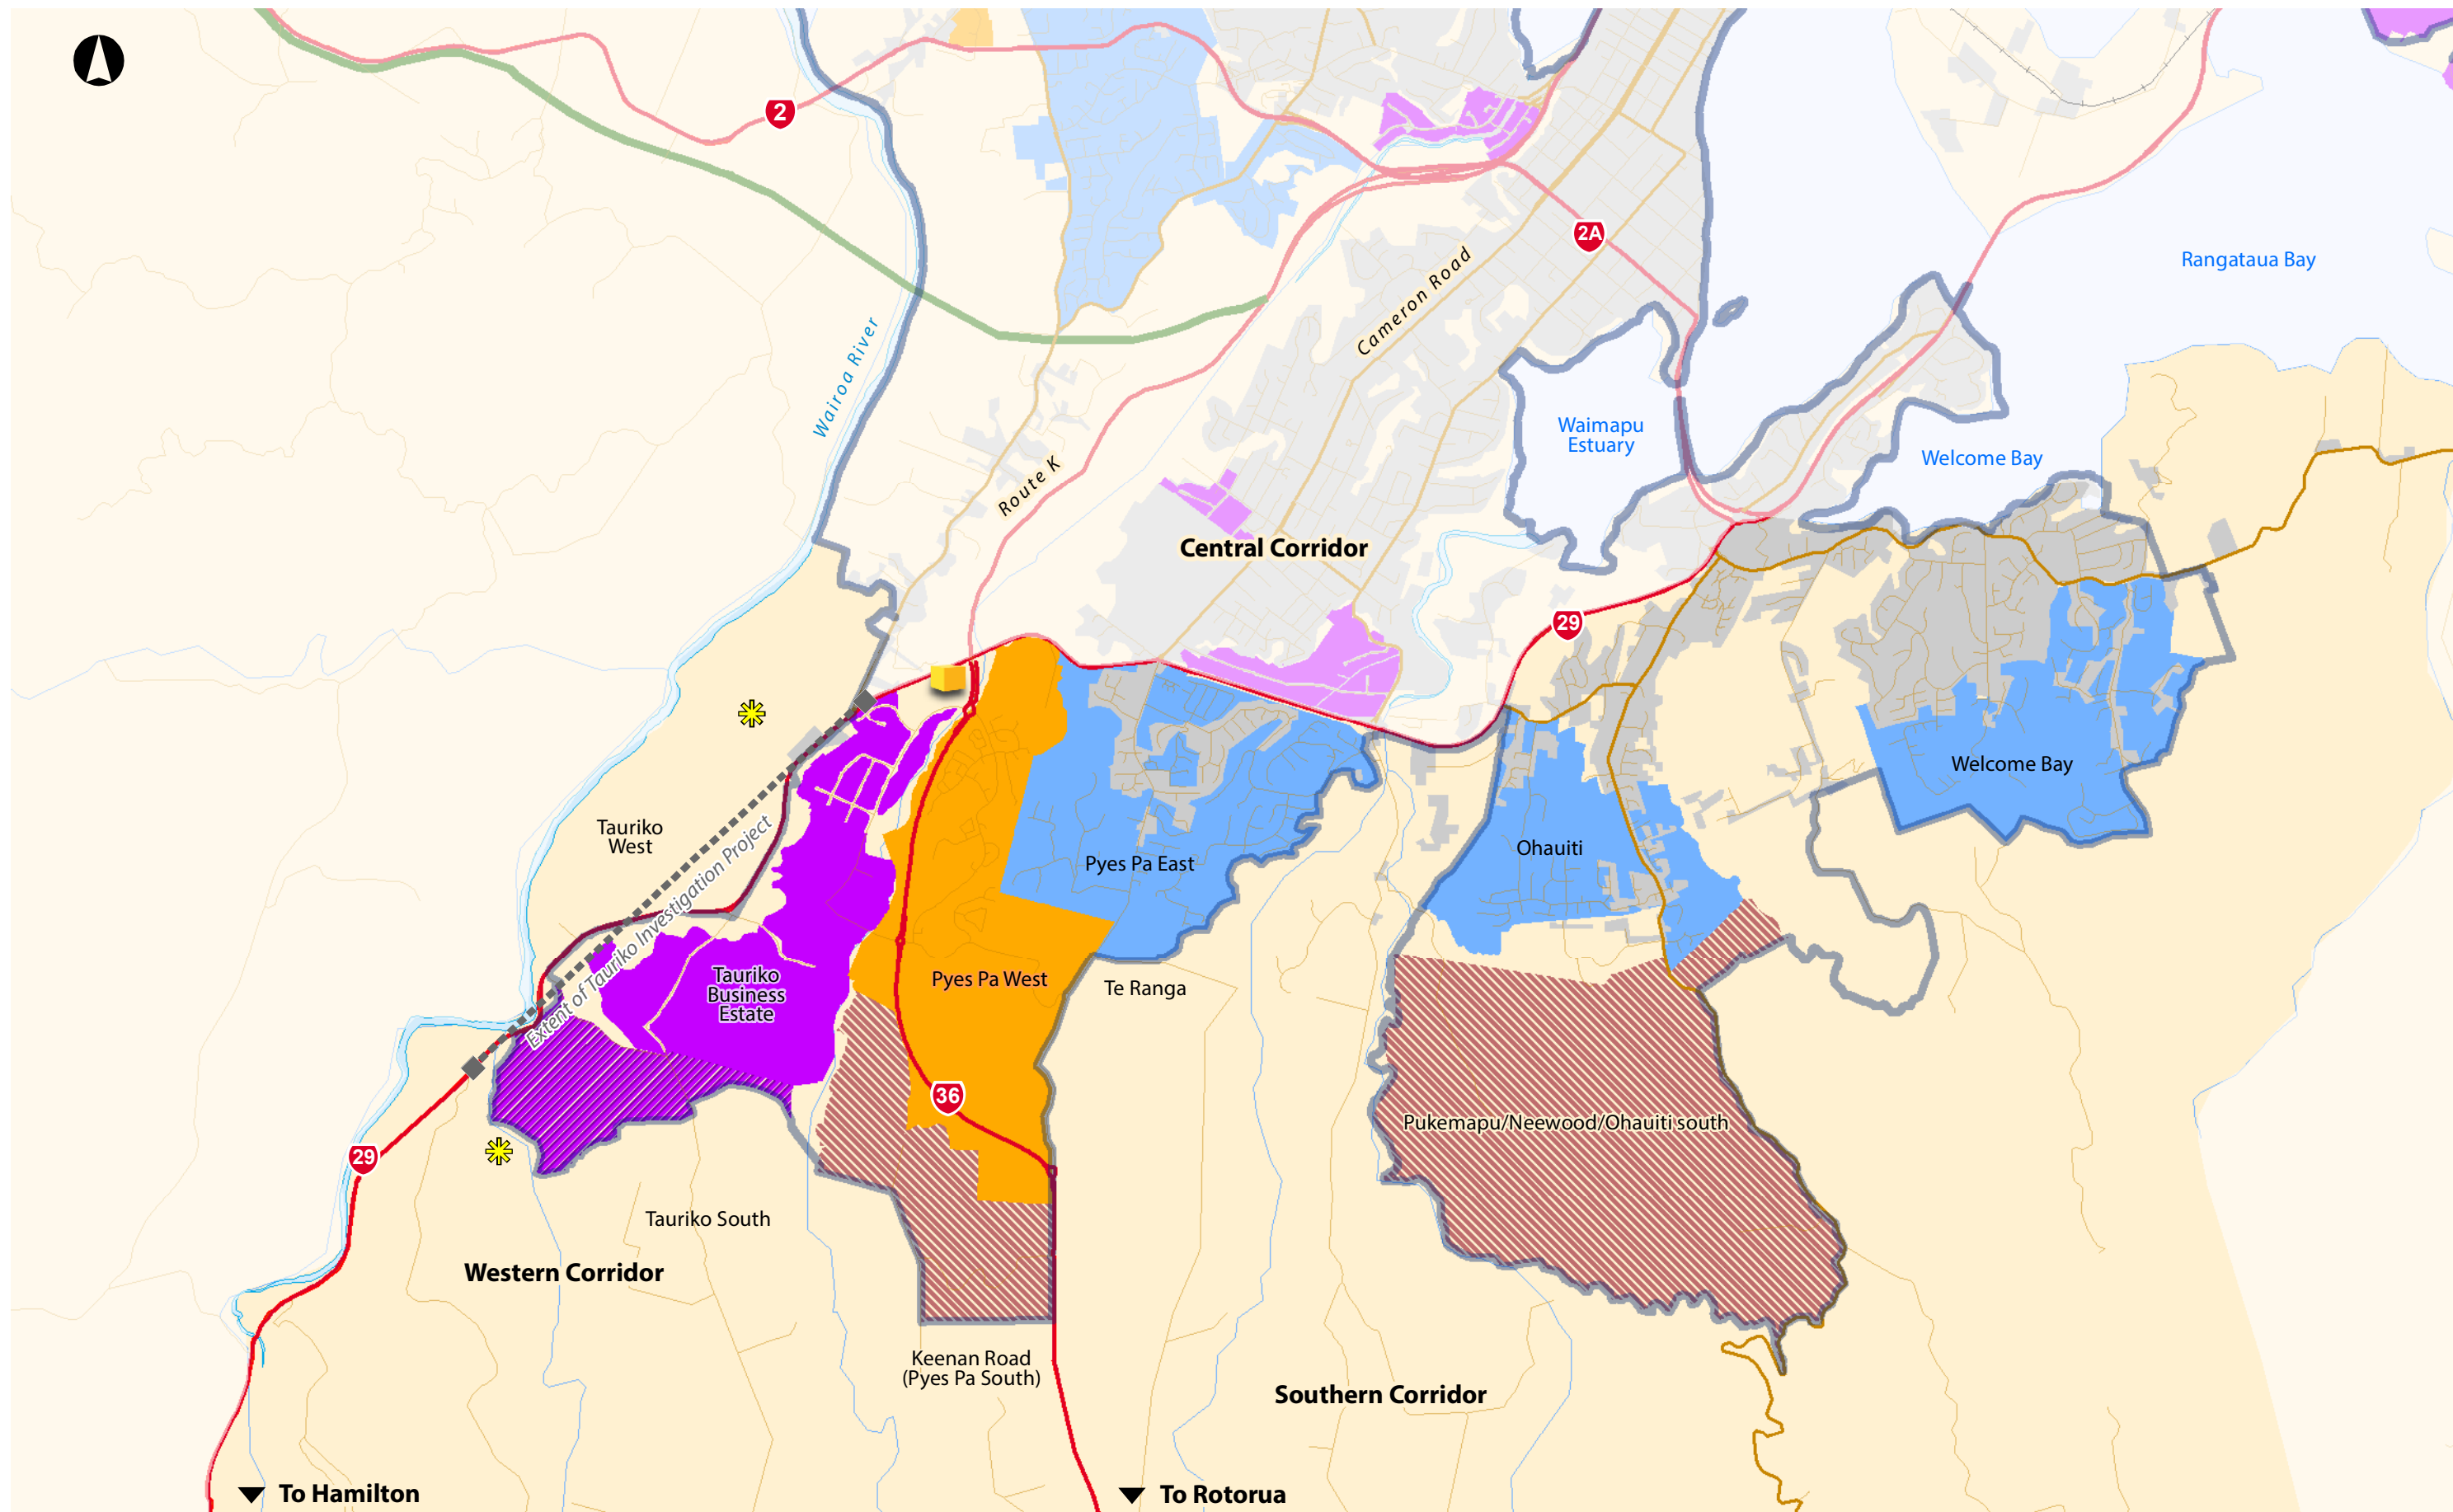 2
2A
Rangataua Bay
Wairoa River
Cameron Road
Waimapu
Estuary
Welcome Bay
Route K
Central Corridor
29
Welcome Bay
Tauriko
West
Extent of Tauriko Investigation Project
Ohauiti
Pyes Pa East
Tauriko
Business
Estate
Pyes Pa West
Te Ranga
36
Pukemapu/Neewood/Ohauiti south
29
Tauriko South
Western Corridor
Keenan Road
(Pyes Pa South)
Southern Corridor
To Hamilton
To Rotorua